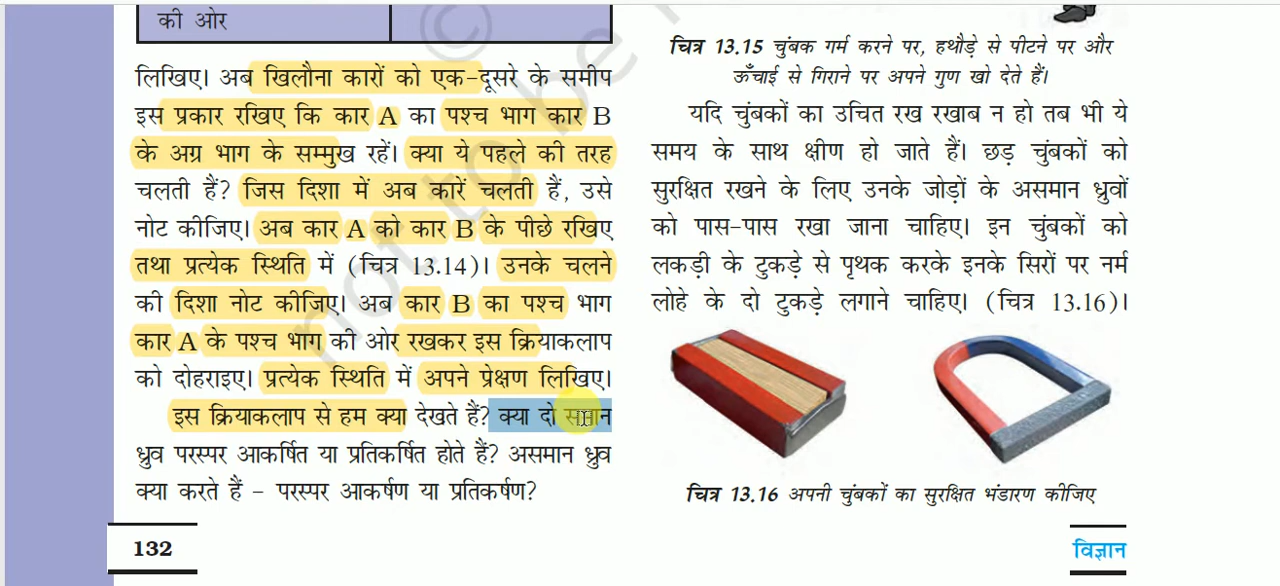 की ओर
लिखिए। अब खिलौना कारों को एक-दूसरे के समीप
इस प्रकार रखिए कि कार A का पश्च भाग कार B
के अग्र भाग के सम्मुख रहें। क्या ये पहले की तरह
चलती हैं? जिस दिशा में अब कारें चलती हैं, उसे
नोट कीजिए। अब कार A को कार B के पीछे रखिए
तथा प्रत्येक स्थिति में (चित्र 13.14)। उनके चलने
की दिशा नोट कीजिए। अब कार B का पश्च भाग
कार A के पश्च भाग की ओर रखकर इस क्रियाकलाप
को दोहराइए। प्रत्येक स्थिति में अपने प्रेक्षण लिखिए।
इस क्रियाकलाप से हम क्या देखते हैं? क्या दो समान
ध्रुव परस्पर आकर्षित या प्रतिकर्षित होते हैं? असमान ध्रुव
क्या करते हैं – परस्पर आकर्षण या प्रतिकर्षण?
132
चित्र 13.15 चुंबक गर्म करने पर, हथौड़े से पीटने पर और
ऊँचाई से गिराने पर अपने गुण खो देते हैं।
यदि चुंबकों का उचित रख रखाब न हो तब भी ये
समय के साथ क्षीण हो जाते हैं। छड़ चुंबकों को
सुरक्षित रखने के लिए उनके जोड़ों के असमान ध्रुवों
को पास-पास रखा जाना चाहिए। इन चुंबकों को
लकड़ी के टुकड़े से पृथक करके इनके सिरों पर नर्म
लोहे के दो टुकड़े लगाने चाहिए। (चित्र 13.16)।
चित्र 13.16 अपनी चुंबकों का सुरक्षित भंडारण कीजिए
विज्ञान
©
not to be